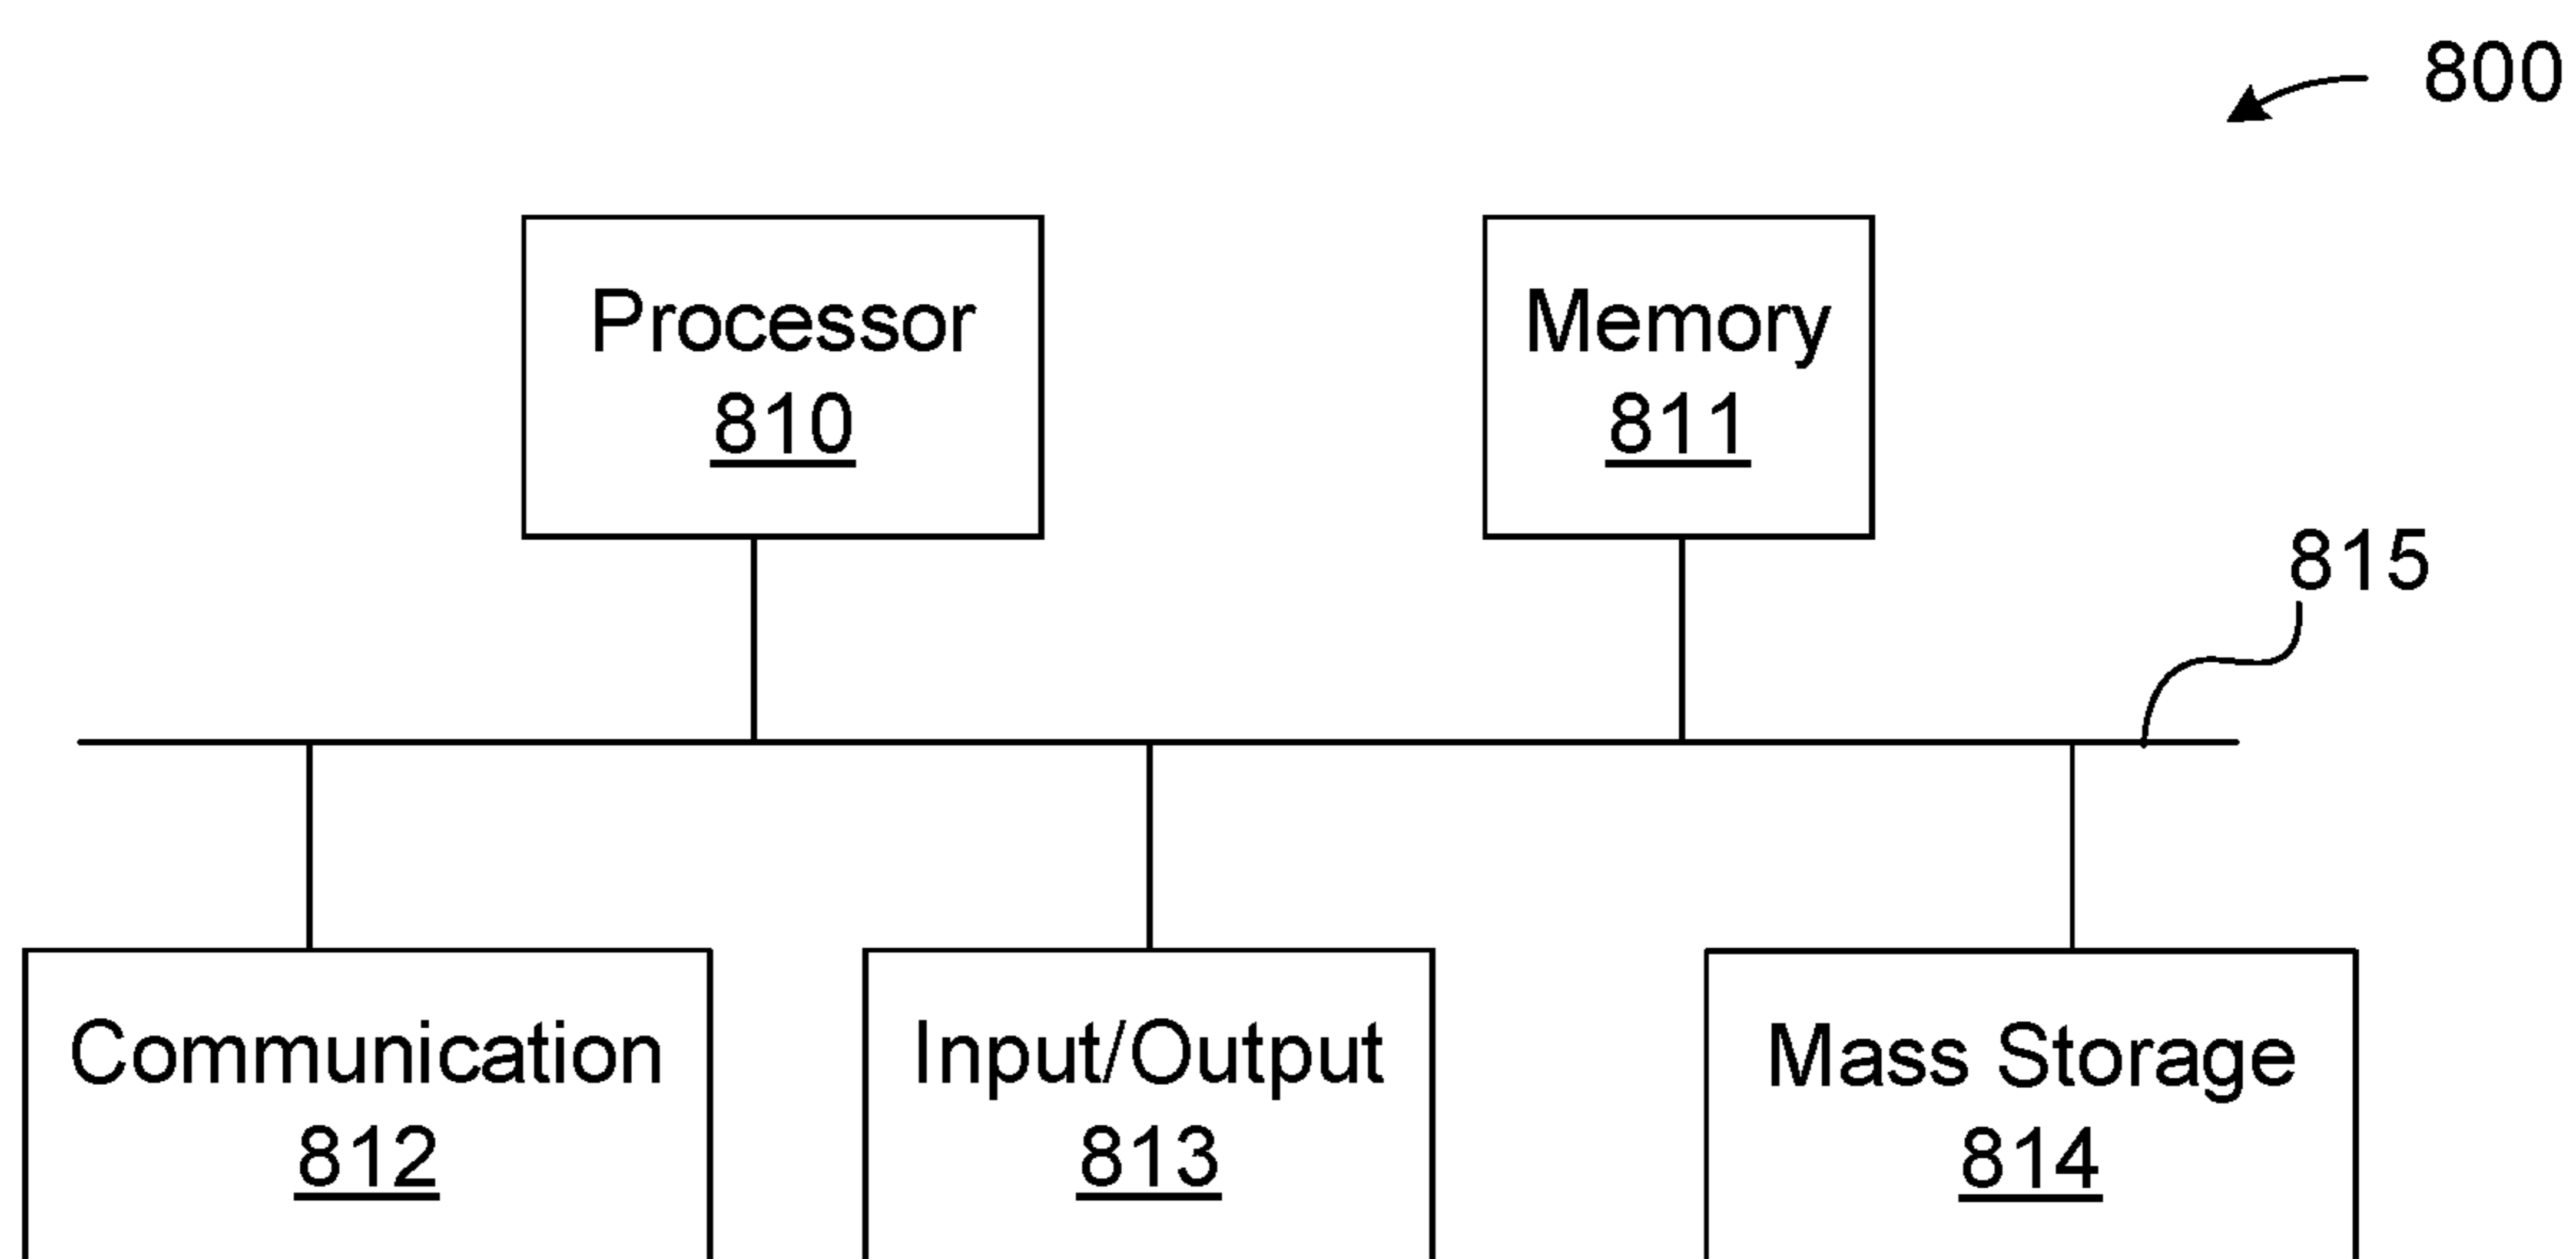 800
Processor
810
Memory
811
815
Communication
812
Input/Output
813
Mass Storage
814